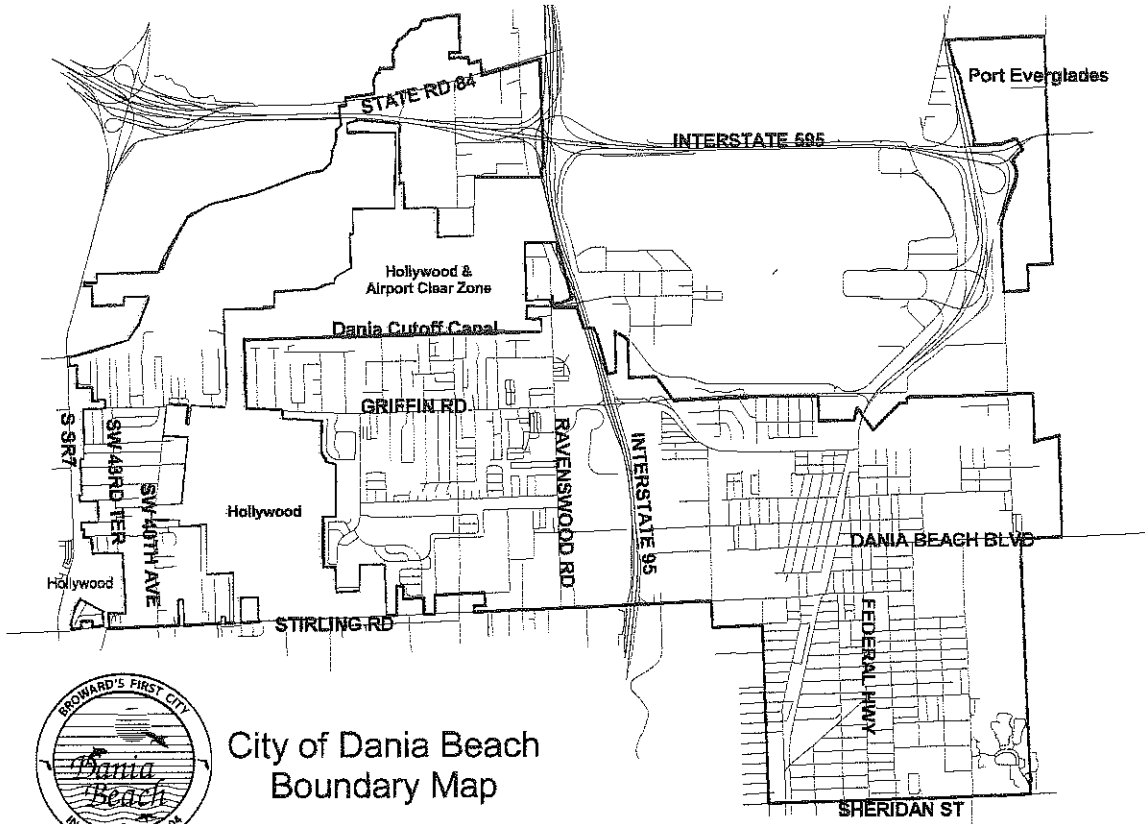 Port Everglades
STATE RD 84
INTERSTATE 595
Hollywood &
Airport Clear Zone
Dania Cutoff Canal
GRIFFIN RD
S SR7
SW 43RD TER
SW 40TH AVE
Hollywood
RAVENSWOOD RD
INTERSTATE 95
DANIA BEACH BLVD
Hollywood
STIRLING RD
FEDERAL HWY
BROWARD'S FIRST CITY
Dania
Beach
City of Dania Beach
Boundary Map
SHERIDAN ST